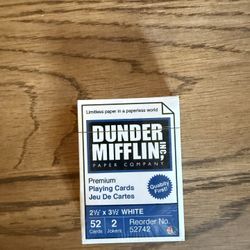 Limitless paper in a paperless world
DUNDER
MIFFLIN INC.
PAPER COMPANY
Premium
Playing Cards
Jeu De Cartes
Quabity First!
2½ x 3½ WHITE
52 Cards 2 Jokers Reorder No. 52742